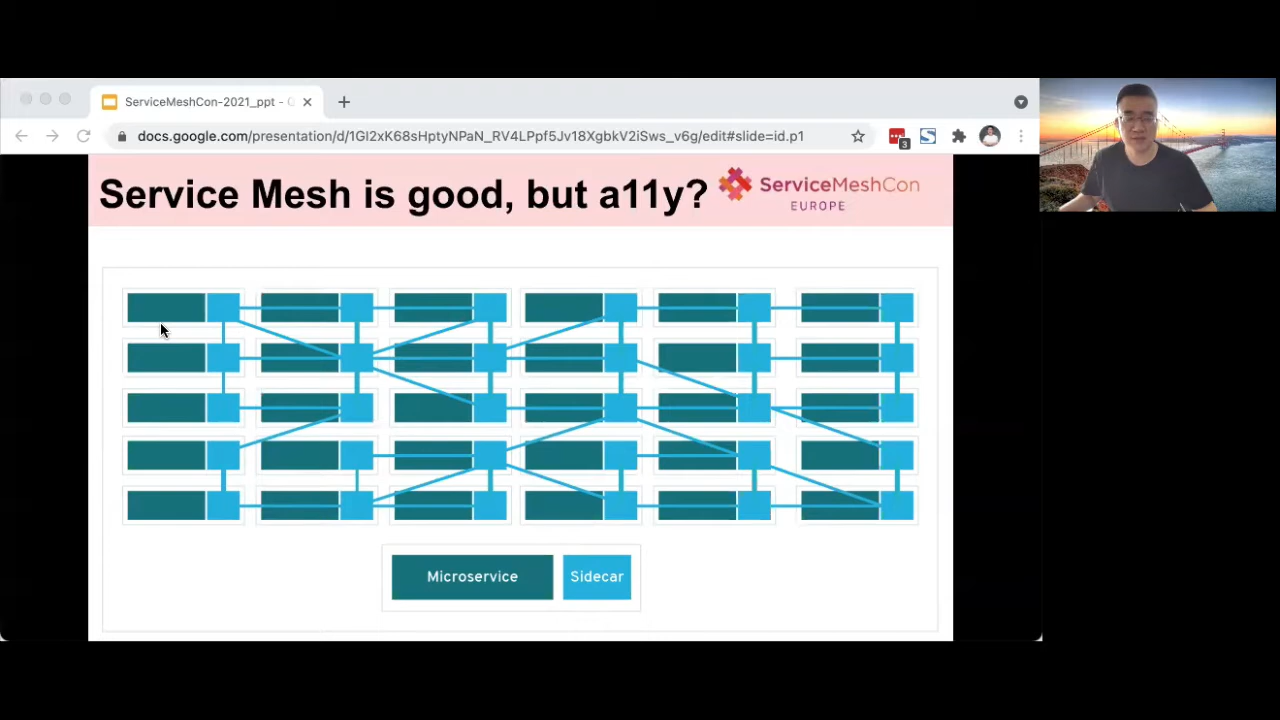 ServiceMeshCon-2021_ppt - G
docs.google.com/presentation/d/1GI2xK68sHptyNPaN_RV4LPpf5Jv18XgbkV2iSws_v6g/edit#slide=id.p1
3
Service Mesh is good, but a11y?
ServiceMeshCon
EUROPE
Microservice
Sidecar